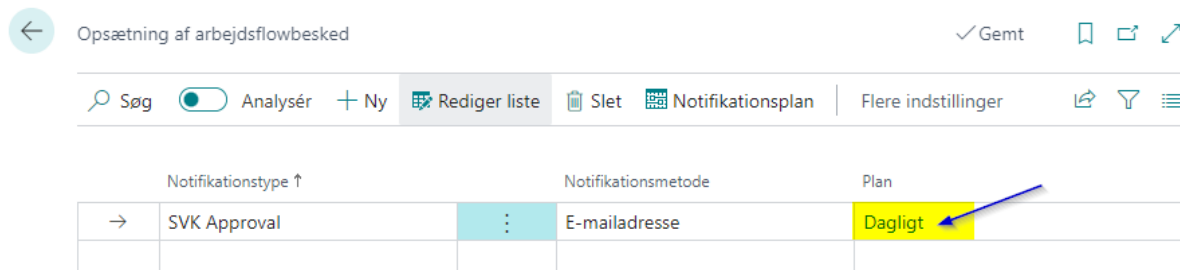 Opsætning af arbejdsflowbesked
Gemt
Søg Analysér Ny Rediger liste Slet Notifikationsplan Flere indstillinger
Notifikationstype ↑ Notifikationsmetode Plan
SVK Approval E-mailadresse Dagligt